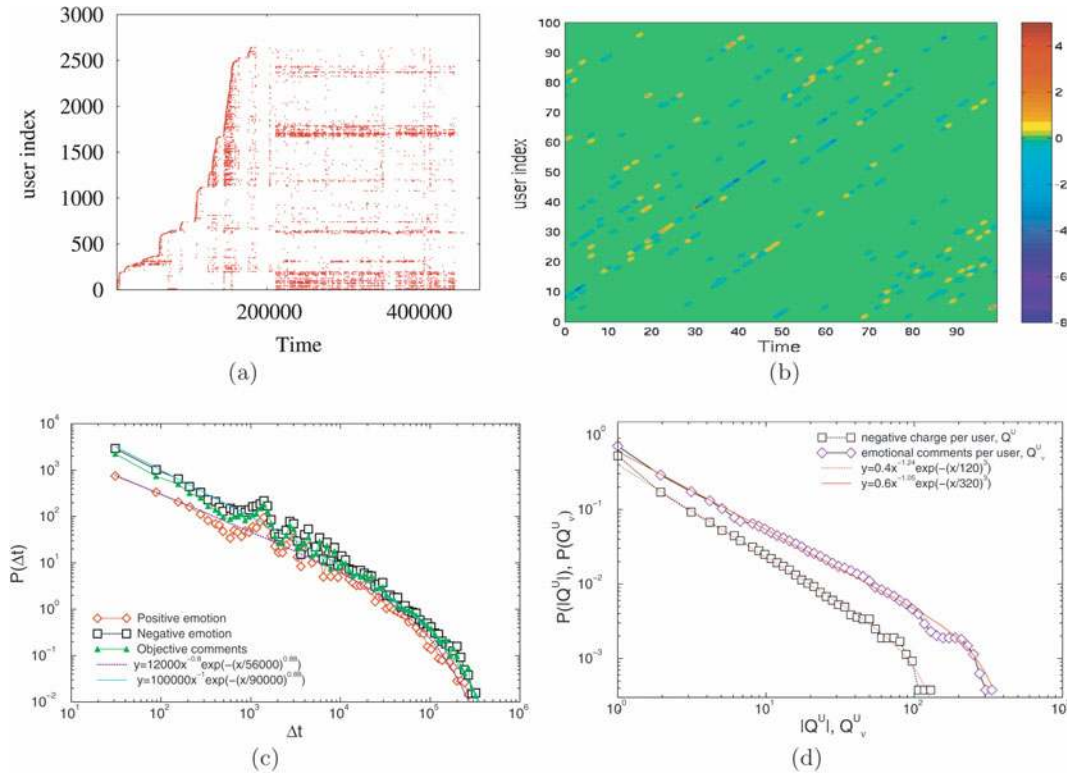 3000
2500
2000
1500
1000
500
0
user index
200000 400000
Time
(a)
100
90
80
70
60
50
40
30
20
10
0
user index
0 10 20 30 40 50 60 70 80 90
Time
4
2
0
-2
-4
-6
-8
(b)
10^4
10^3
10^2
10^1
10^0
10^-1
10^-2
P(Δt)
Positive emotion
Negative emotion
Objective comments
y=12000x^-0.8exp(-(x/56000)^0.88)
y=100000x^-1exp(-(x/90000)^0.88)
10^1 10^2 10^3 10^4 10^5 10^6
Δt
(c)
10^0
10^-1
10^-2
10^-3
P(|Q^U|), P(Q^U_v)
negative charge per user, Q^U
emotional comments per user, Q^U_v
y=0.4x^-1.24exp(-(x/120)^3)
y=0.6x^-1.05exp(-(x/320)^3)
10^0 10^1 10^2 10^3
|Q^U|, Q^U_v
(d)